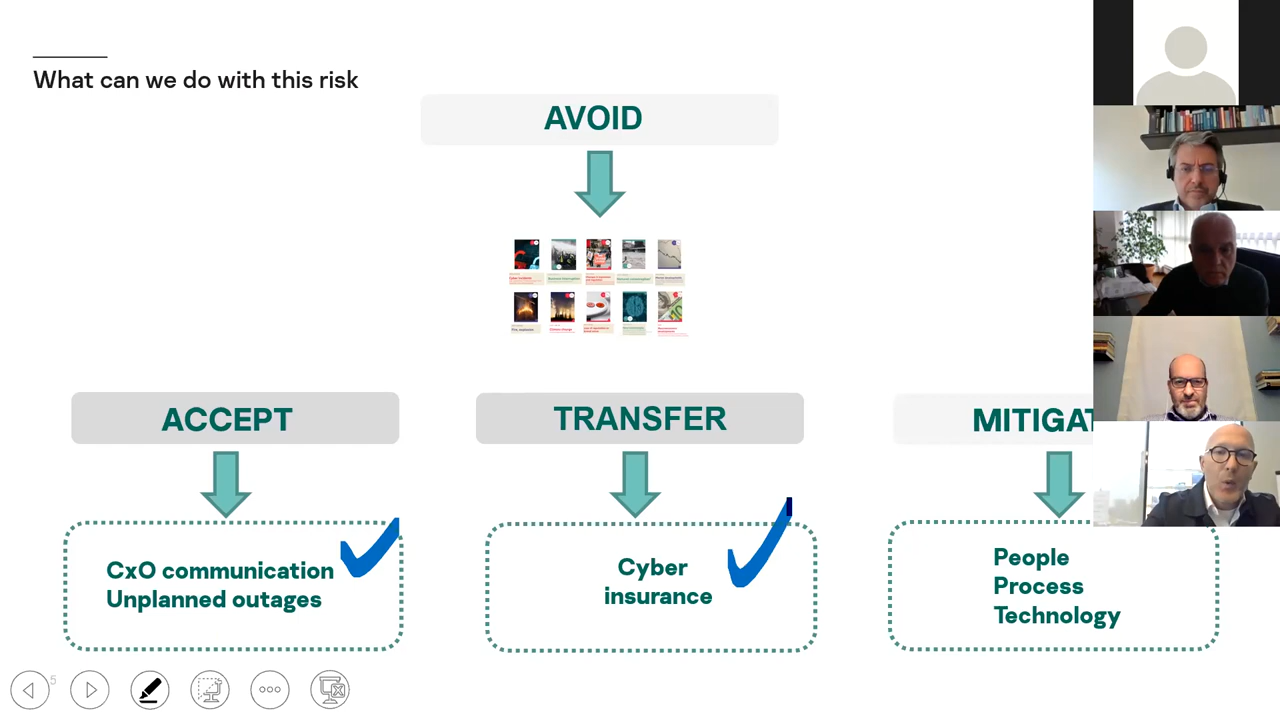 What can we do with this risk
AVOID
ACCEPT
TRANSFER
MITIGAT
CxO communication
Unplanned outages
Cyber
insurance
People
Process
Technology
5